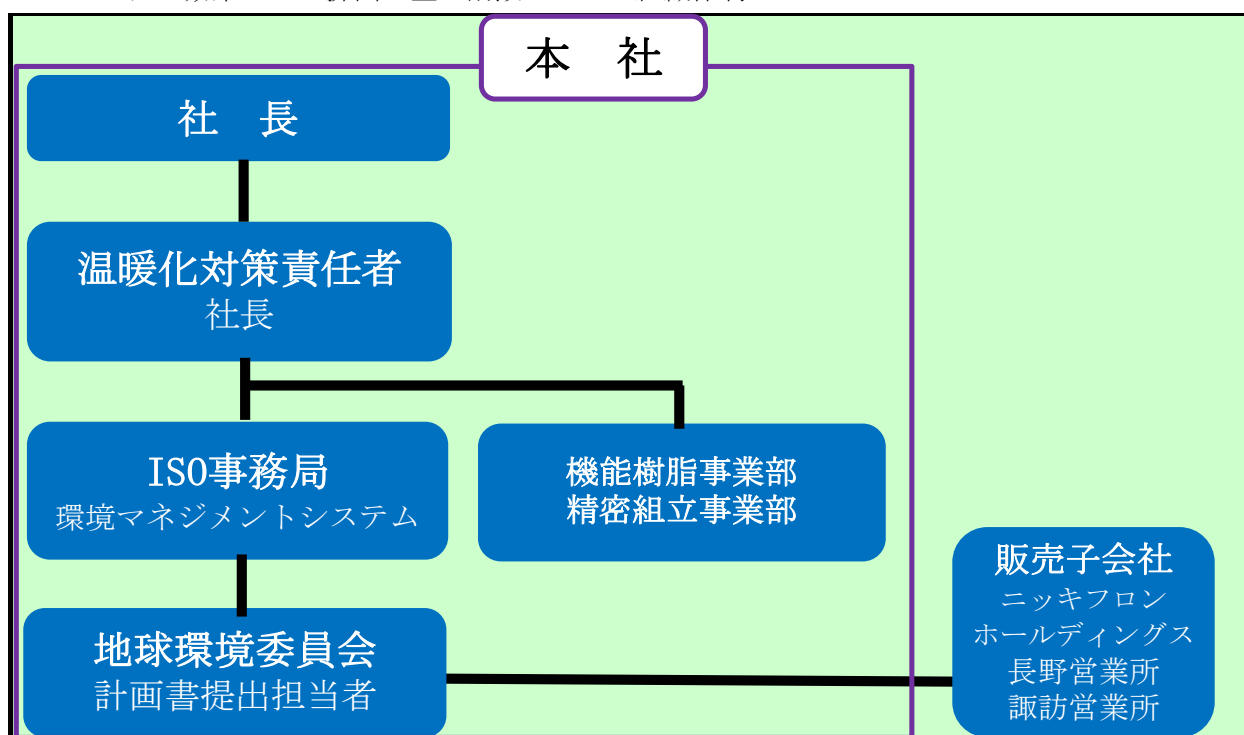 本　社
社　長
温暖化対策責任者
社長
ISO事務局
環境マネジメントシステム
機能樹脂事業部
精密組立事業部
地球環境委員会
計画書提出担当者
販売子会社
ニッキフロン
ホールディングス
長野営業所
諏訪営業所